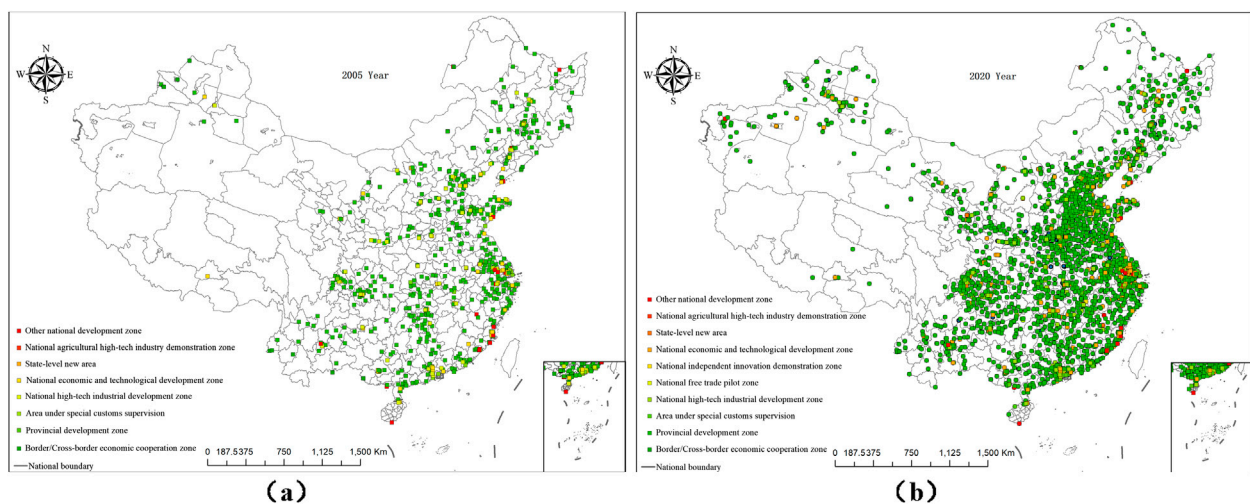 N
W E
S
2005 Year
Other national development zone
National agricultural high-tech industry demonstration zone
State-level new area
National economic and technological development zone
National high-tech industrial development zone
Area under special customs supervision
Provincial development zone
Border/Cross-border economic cooperation zone
National boundary
0 187.5375 750 1,125 1,500 Km
(a)
N
W E
S
2020 Year
Other national development zone
National agricultural high-tech industry demonstration zone
State-level new area
National economic and technological development zone
National independent innovation demonstration zone
National free trade pilot zone
National high-tech industrial development zone
Area under special customs supervision
Provincial development zone
Border/Cross-border economic cooperation zone
National boundary
0 187.5375 750 1,125 1,500 Km
(b)